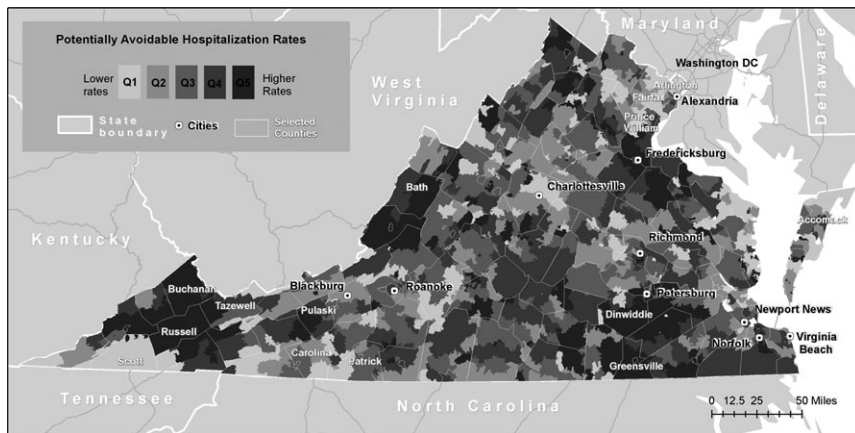 Potentially Avoidable Hospitalization Rates
Lower rates
Q1
Q2
Q3
Q4
Q5
Higher Rates
State boundary
Cities
Selected Counties
Maryland
Washington DC
Delaware
West Virginia
Arlington
Fairfax
Alexandria
Prince William
Fredericksburg
Bath
Charlottesville
Accomack
Kentucky
Richmond
Buchanan
Tazewell
Blackburg
Roanoke
Petersburg
Pulaski
Russell
Dinwiddie
Newport News
Scott
Carolina
Patrick
Norfolk
Virginia Beach
Greensville
Tennessee
North Carolina
0 12.5 25 50 Miles